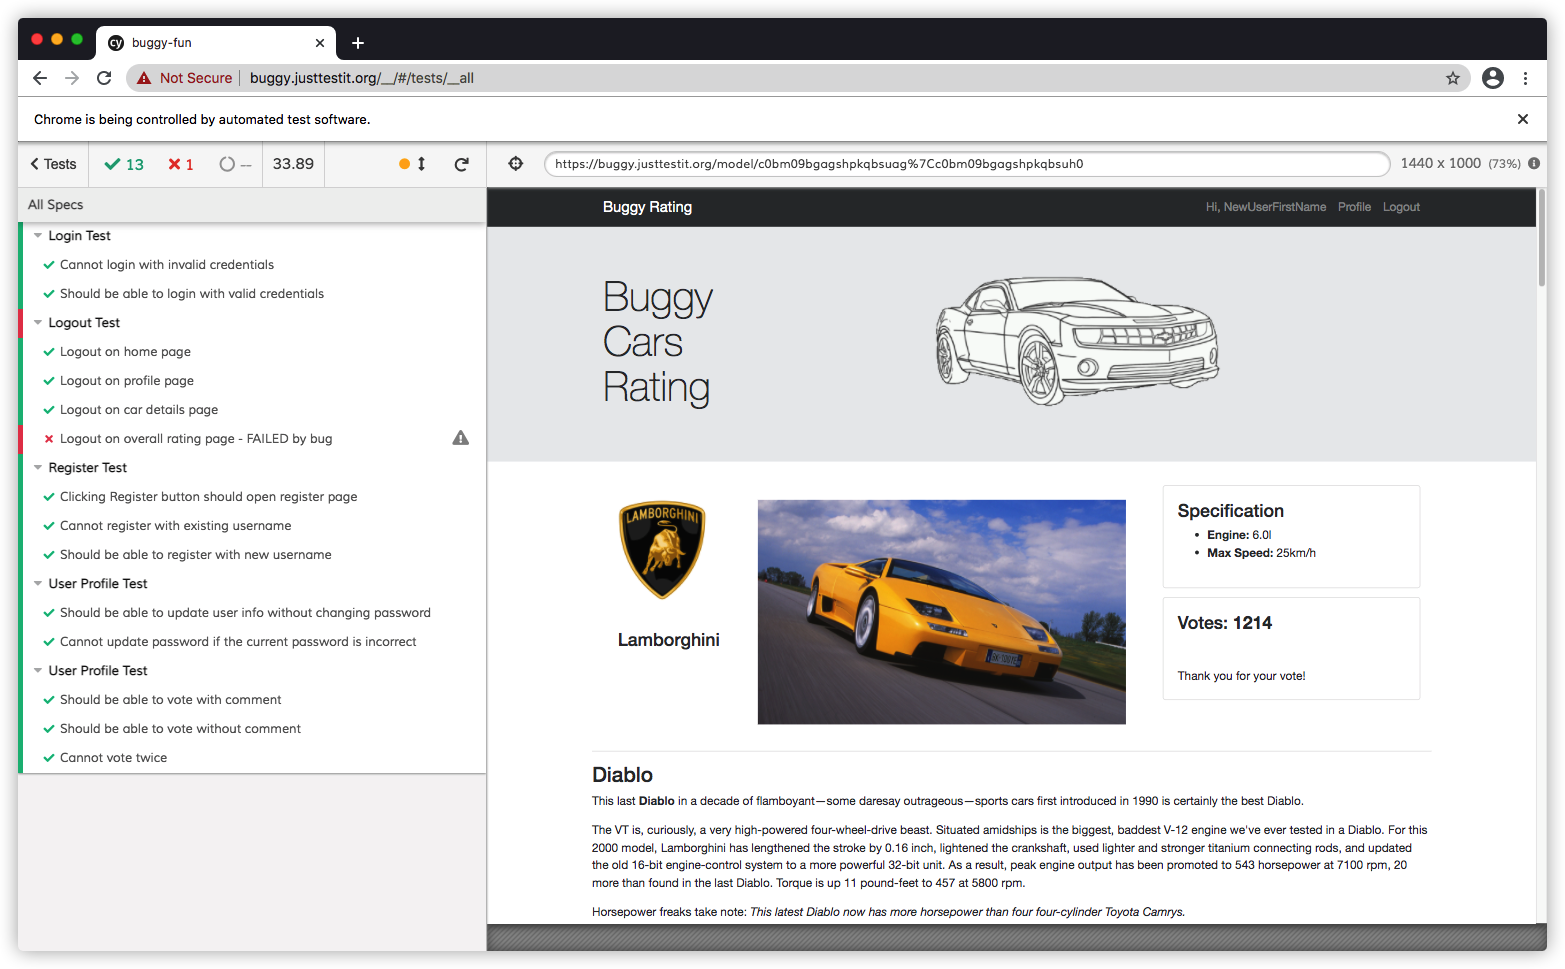 buggy-fun
Not Secure
buggy.justtestit.org/__/#/tests/__all
Chrome is being controlled by automated test software.
Tests
13
1
--
33.89
https://buggy.justtestit.org/model/c0bm09bgagshpkqbsuag%7Cc0bm09bgagshpkqbsuh0
1440 x 1000 (73%)
All Specs
Login Test
Cannot login with invalid credentials
Should be able to login with valid credentials
Logout Test
Logout on home page
Logout on profile page
Logout on car details page
Logout on overall rating page - FAILED by bug
Register Test
Clicking Register button should open register page
Cannot register with existing username
Should be able to register with new username
User Profile Test
Should be able to update user info without changing password
Cannot update password if the current password is incorrect
User Profile Test
Should be able to vote with comment
Should be able to vote without comment
Cannot vote twice
Buggy Rating
Hi, NewUserFirstName Profile Logout
Buggy
Cars
Rating
LAMBORGHINI
Lamborghini
Specification
• Engine: 6.0l
• Max Speed: 25km/h
Votes: 1214
Thank you for your vote!
Diablo
This last Diablo in a decade of flamboyant—some daresay outrageous—sports cars first introduced in 1990 is certainly the best Diablo.
The VT is, curiously, a very high-powered four-wheel-drive beast. Situated amidships is the biggest, baddest V-12 engine we've ever tested in a Diablo. For this
2000 model, Lamborghini has lengthened the stroke by 0.16 inch, lightened the crankshaft, used lighter and stronger titanium connecting rods, and updated
the old 16-bit engine-control system to a more powerful 32-bit unit. As a result, peak engine output has been promoted to 543 horsepower at 7100 rpm, 20
more than found in the last Diablo. Torque is up 11 pound-feet to 457 at 5800 rpm.
Horsepower freaks take note: This latest Diablo now has more horsepower than four four-cylinder Toyota Camrys.